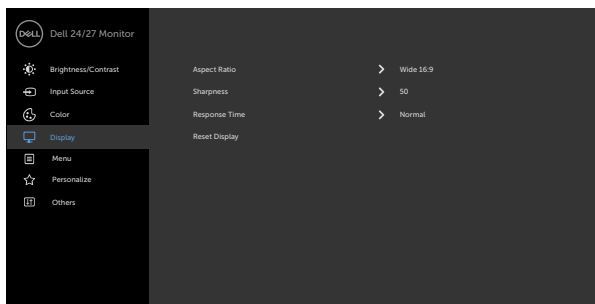 DELL Dell 24/27 Monitor
Brightness/Contrast
Input Source
Color
Display
Menu
Personalize
Others
Aspect Ratio Wide 16:9
Sharpness 50
Response Time Normal
Reset Display